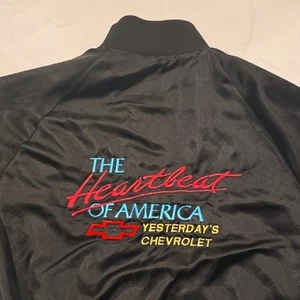 THE
Heartbeat
OF AMERICA
YESTERDAY'S
CHEVROLET